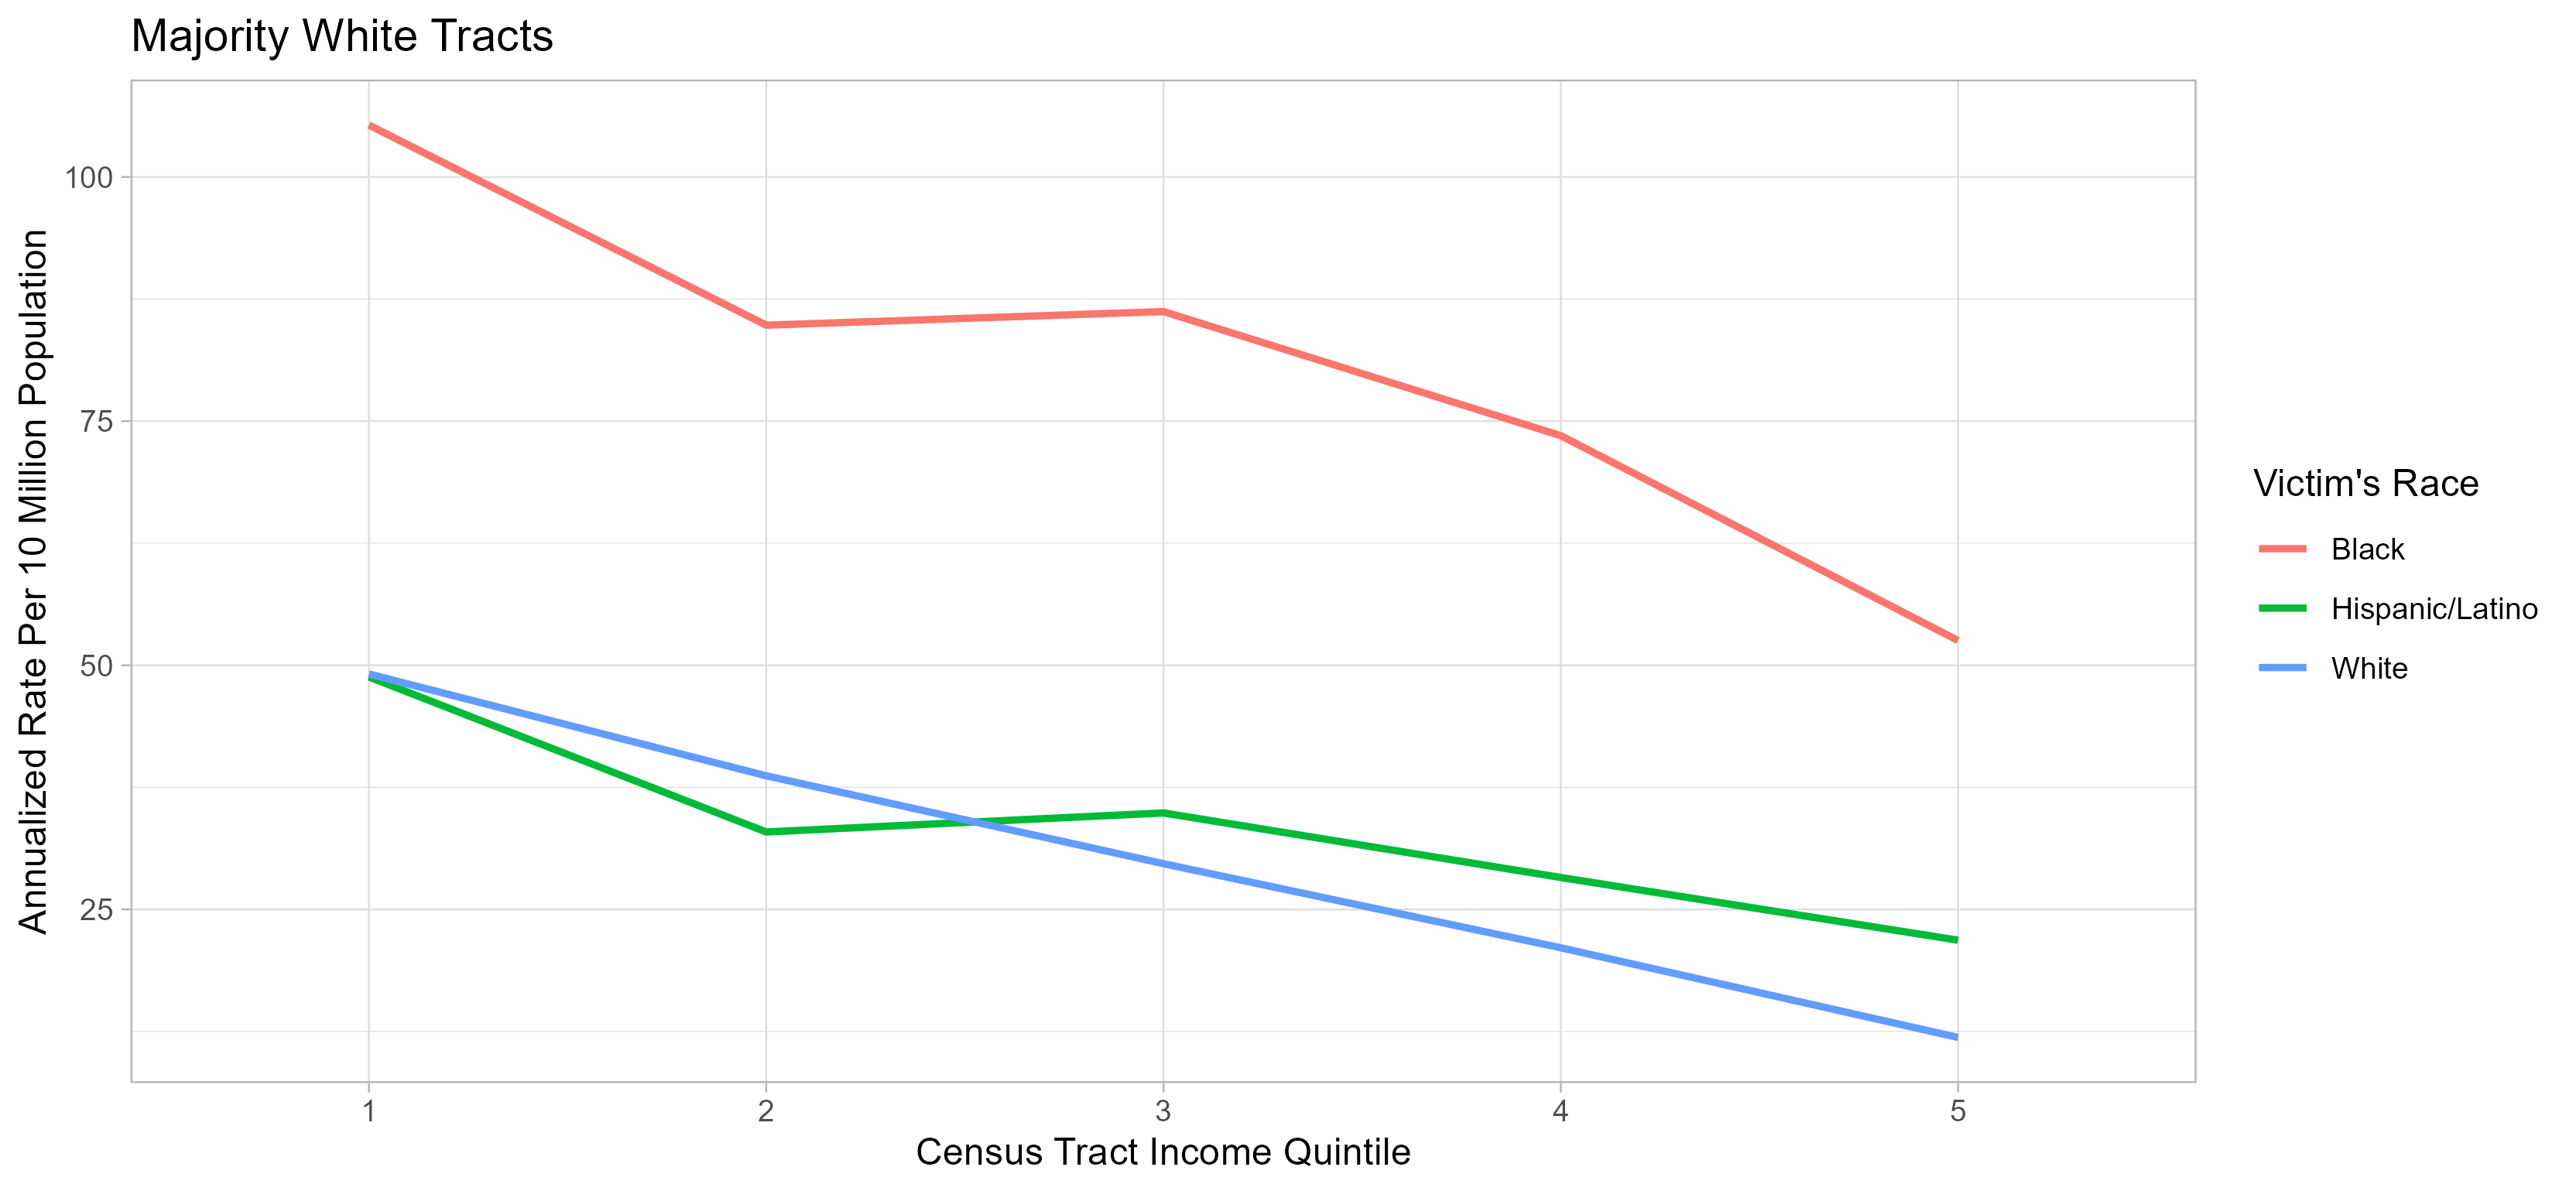 Majority White Tracts
Annualized Rate Per 10 Million Population
100
75
50
25
1 2 3 4 5
Census Tract Income Quintile
Victim's Race
Black
Hispanic/Latino
White